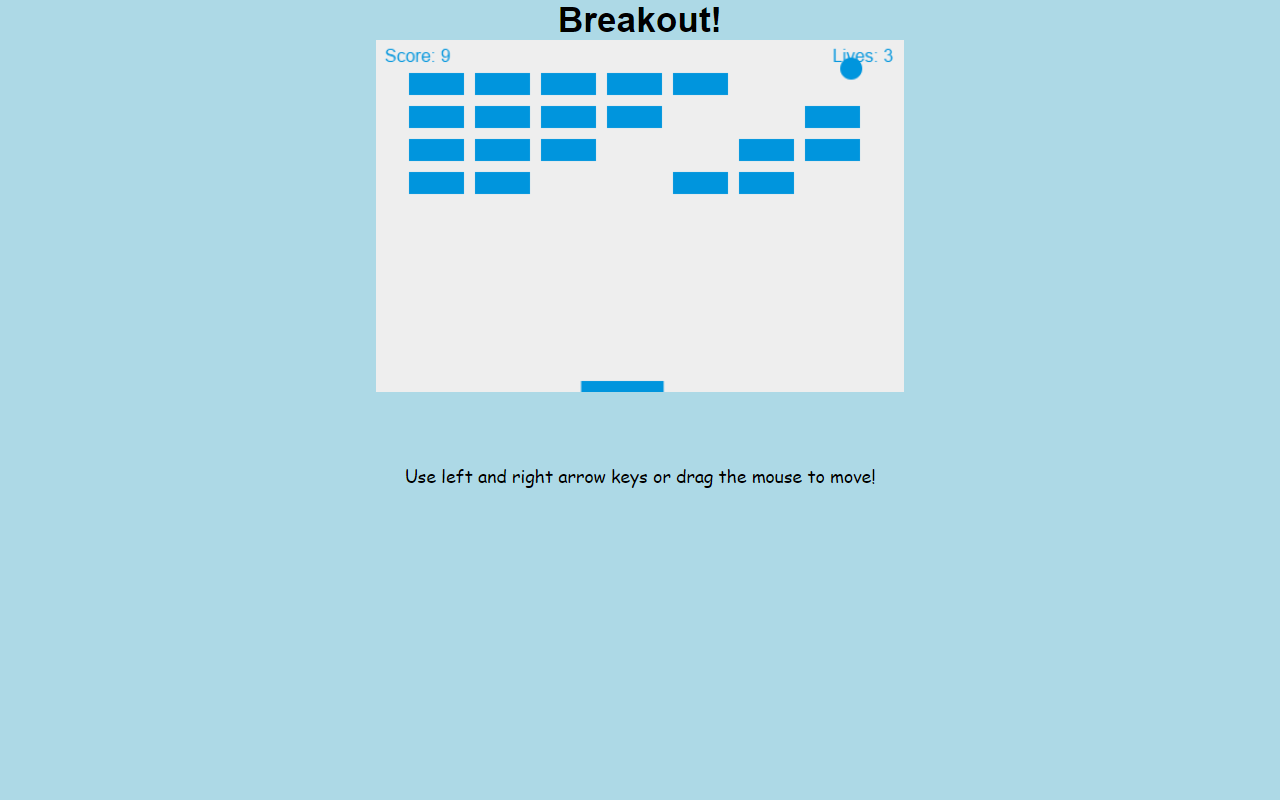 Breakout!
Score: 9
Lives: 3
Use left and right arrow keys or drag the mouse to move!